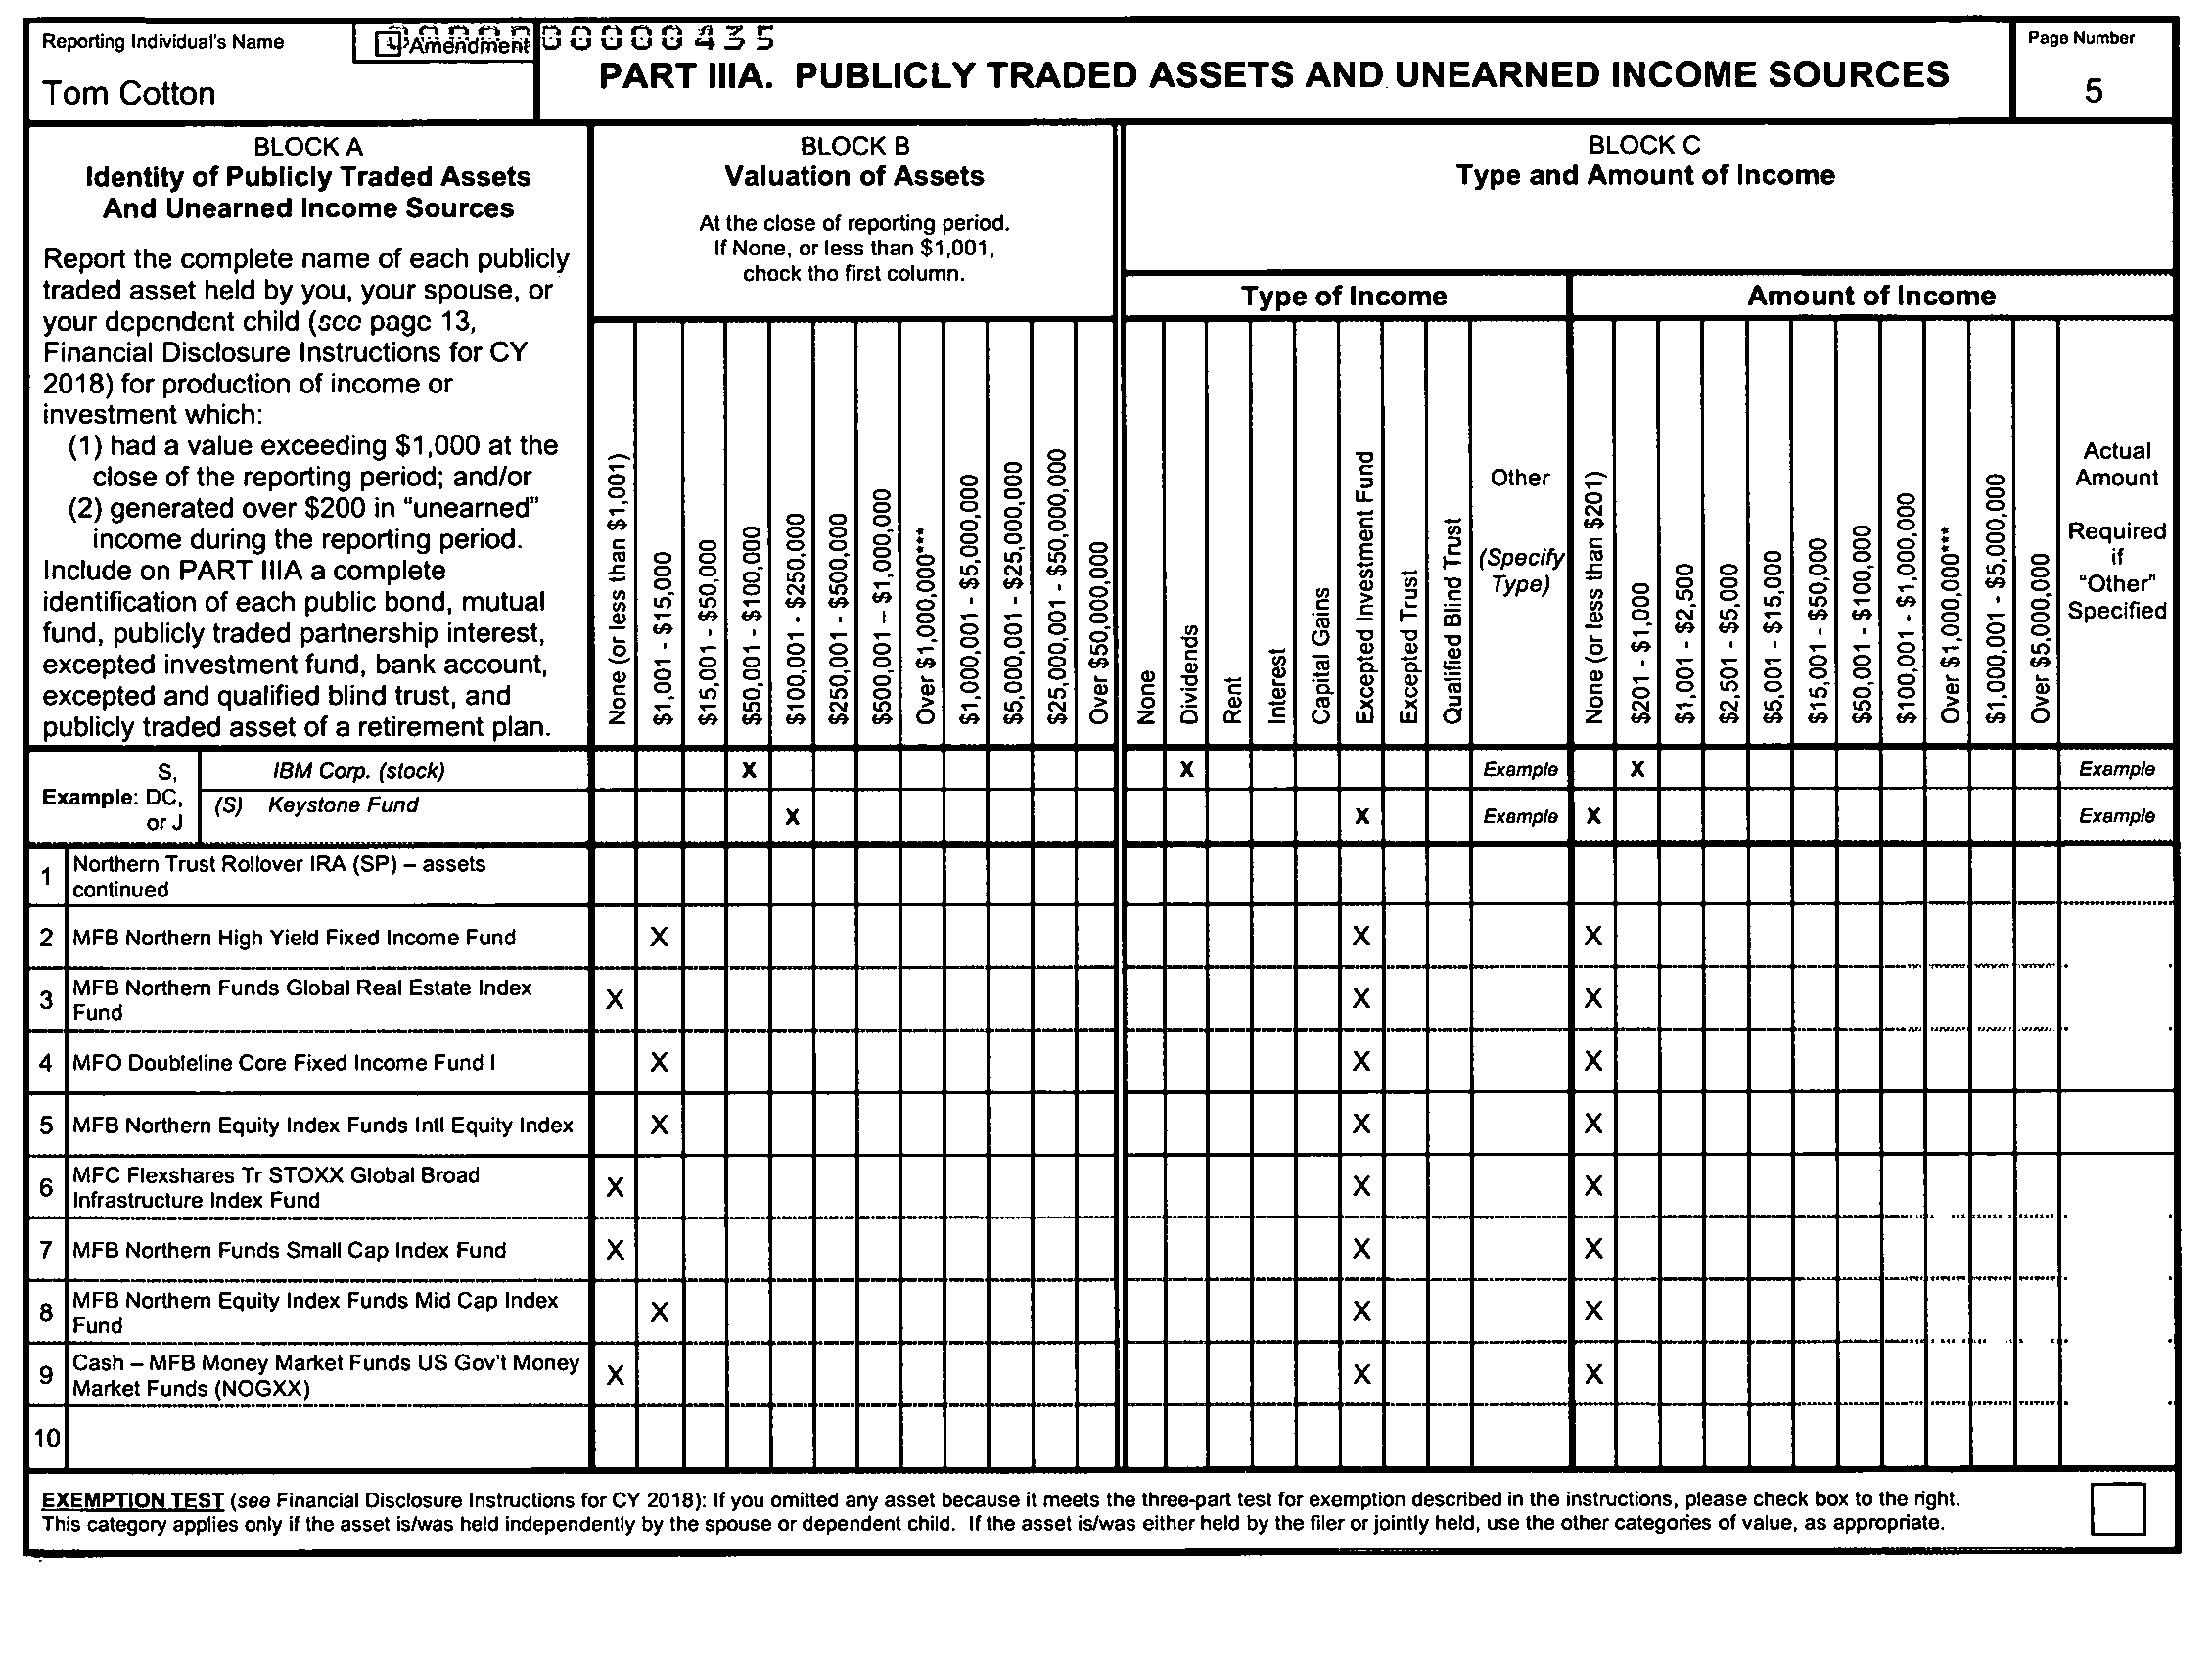 Reporting Individual's Name
Amendment
00000000435
Tom Cotton
PART IIIA. PUBLICLY TRADED ASSETS AND UNEARNED INCOME SOURCES
Page Number
5
BLOCK A
Identity of Publicly Traded Assets
And Unearned Income Sources
Report the complete name of each publicly
traded asset held by you, your spouse, or
your dependent child (see page 13,
Financial Disclosure Instructions for CY
2018) for production of income or
investment which:
(1) had a value exceeding $1,000 at the
close of the reporting period; and/or
(2) generated over $200 in "unearned"
income during the reporting period.
Include on PART IIIA a complete
identification of each public bond, mutual
fund, publicly traded partnership interest,
excepted investment fund, bank account,
excepted and qualified blind trust, and
publicly traded asset of a retirement plan.
BLOCK B
Valuation of Assets
At the close of reporting period.
If None, or less than $1,001,
check the first column.
None (or less than $1,001)
$1,001 - $15,000
$15,001 - $50,000
$50,001 - $100,000
$100,001 - $250,000
$250,001 - $500,000
$500,001 – $1,000,000
Over $1,000,000***
$1,000,001 - $5,000,000
$5,000,001 - $25,000,000
$25,000,001 - $50,000,000
Over $50,000,000
BLOCK C
Type and Amount of Income
Type of Income
None
Dividends
Rent
Interest
Capital Gains
Excepted Investment Fund
Excepted Trust
Qualified Blind Trust
Other
(Specify
Type)
Amount of Income
None (or less than $201)
$201 - $1,000
$1,001 - $2,500
$2,501 - $5,000
$5,001 - $15,000
$15,001 - $50,000
$50,001 - $100,000
$100,001 - $1,000,000
Over $1,000,000***
$1,000,001 - $5,000,000
Over $5,000,000
Actual
Amount
Required
if
"Other"
Specified
Example: S, DC, or J
IBM Corp. (stock) X X Example X Example
(S) Keystone Fund X X Example X Example
1 Northern Trust Rollover IRA (SP) – assets
continued
2 MFB Northern High Yield Fixed Income Fund X X X
3 MFB Northern Funds Global Real Estate Index
Fund X X X
4 MFO Doubleline Core Fixed Income Fund I X X X
5 MFB Northern Equity Index Funds Intl Equity Index X X X
6 MFC Flexshares Tr STOXX Global Broad
Infrastructure Index Fund X X X
7 MFB Northern Funds Small Cap Index Fund X X X
8 MFB Northern Equity Index Funds Mid Cap Index
Fund X X X
9 Cash – MFB Money Market Funds US Gov't Money
Market Funds (NOGXX) X X X
10
EXEMPTION TEST (see Financial Disclosure Instructions for CY 2018): If you omitted any asset because it meets the three-part test for exemption described in the instructions, please check box to the right.
This category applies only if the asset is/was held independently by the spouse or dependent child. If the asset is/was either held by the filer or jointly held, use the other categories of value, as appropriate.